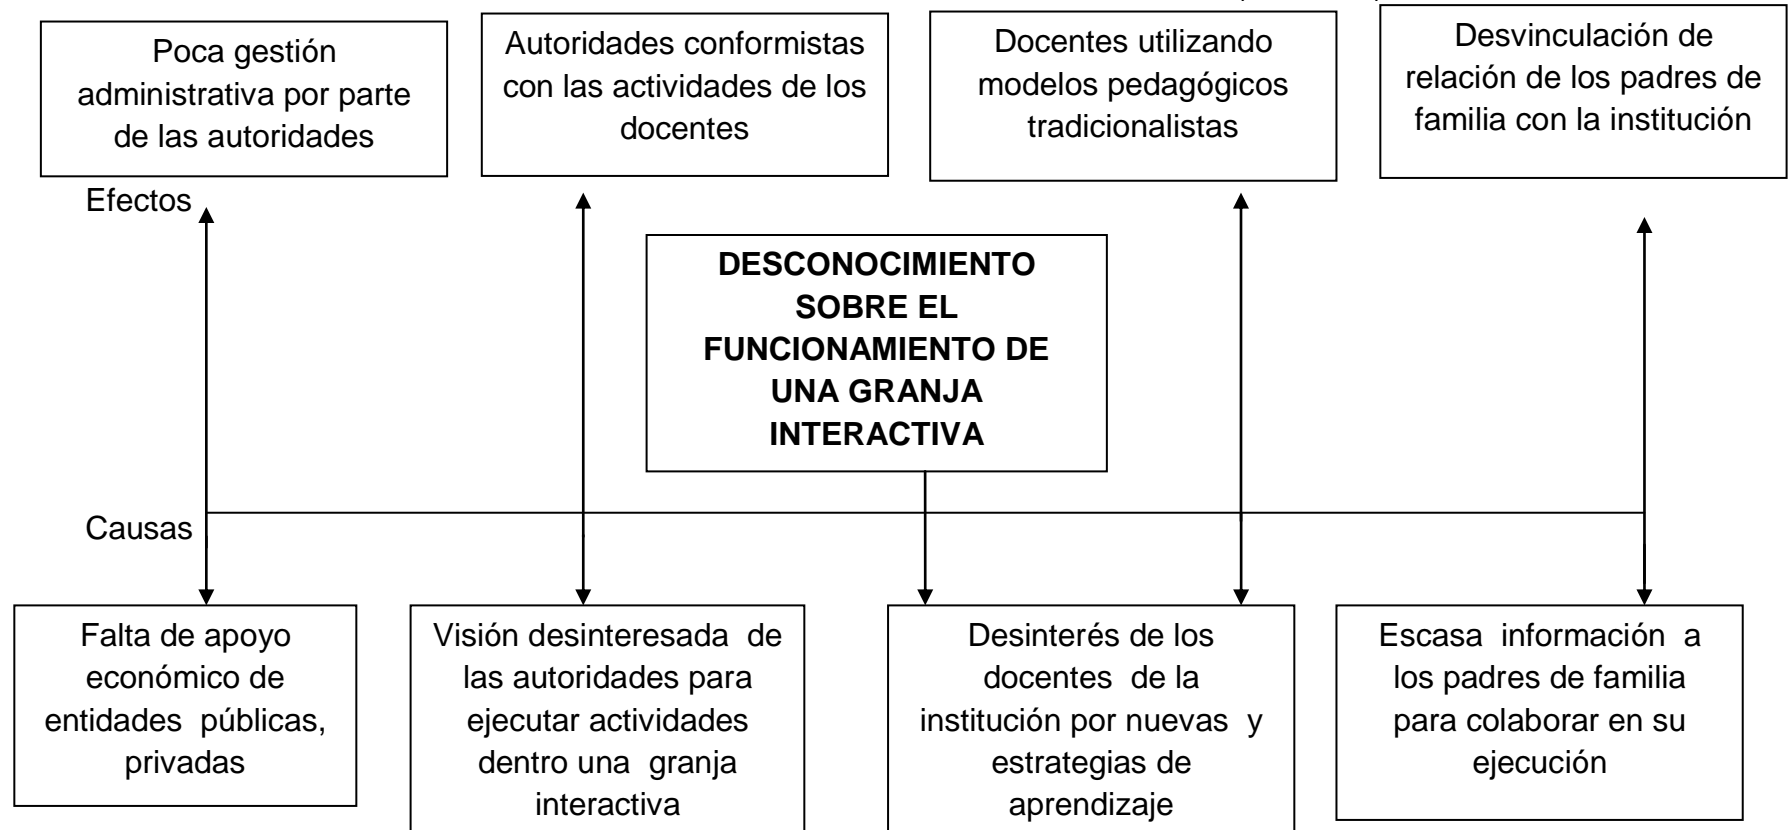 Poca gestión
administrativa por parte
de las autoridades
Autoridades conformistas
con las actividades de los
docentes
Docentes utilizando
modelos pedagógicos
tradicionalistas
Desvinculación de
relación de los padres de
familia con la institución
Efectos
DESCONOCIMIENTO
SOBRE EL
FUNCIONAMIENTO DE
UNA GRANJA
INTERACTIVA
Causas
Falta de apoyo
económico de
entidades públicas,
privadas
Visión desinteresada de
las autoridades para
ejecutar actividades
dentro una granja
interactiva
Desinterés de los
docentes de la
institución por nuevas y
estrategias de
aprendizaje
Escasa información a
los padres de familia
para colaborar en su
ejecución